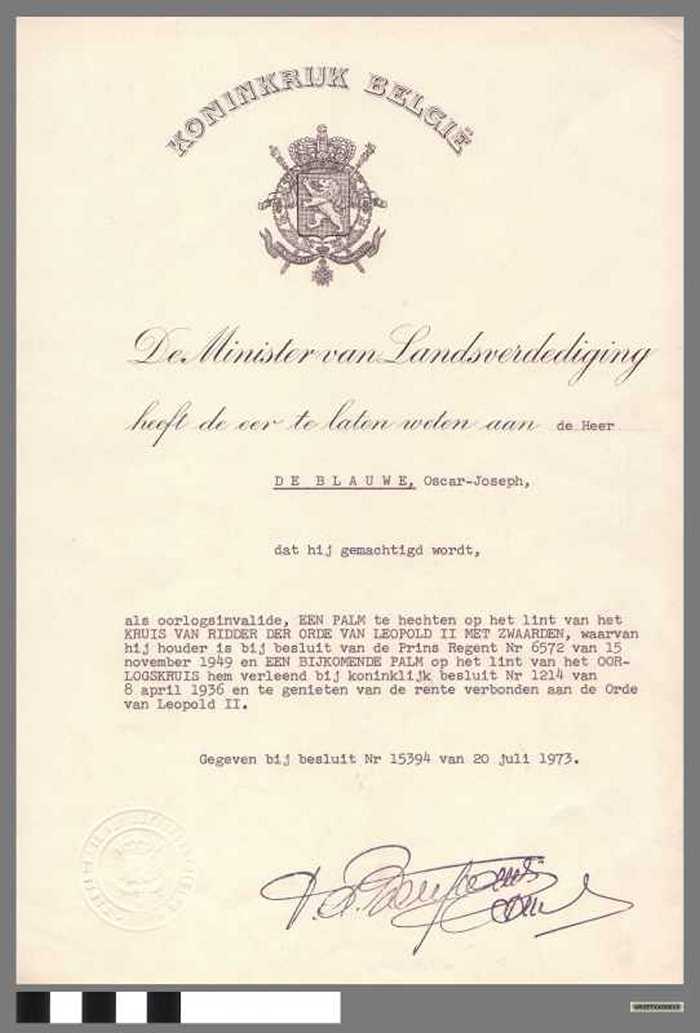 KONINKRIJK BELGIË
De Minister van Landsverdediging
heeft de eer te laten weten aan de Heer
DE BLAUWE, Oscar-Joseph,
dat hij gemachtigd wordt,
als oorlogsinvalide, EEN PALM te hechten op het lint van het
KRUIS VAN RIDDER DER ORDE VAN LEOPOLD II MET ZWAARDEN, waarvan
hij houder is bij besluit van de Prins Regent Nr 6572 van 15
november 1949 en EEN BIJKOMENDE PALM op het lint van het OOR-
LOGSKRUIS hem verleend bij koninklijk besluit Nr 1214 van
8 april 1936 en te genieten van de rente verbonden aan de Orde
van Leopold II.
Gegeven bij besluit Nr 15394 van 20 juli 1973.